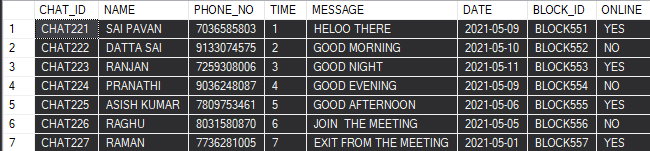 CHAT_ID NAME PHONE_NO TIME MESSAGE DATE BLOCK_ID ONLINE
1 CHAT221 SAI PAVAN 7036585803 1 HELOO THERE 2021-05-09 BLOCK551 YES
2 CHAT222 DATTA SAI 9133074575 2 GOOD MORNING 2021-05-10 BLOCK552 NO
3 CHAT223 RANJAN 7259308006 3 GOOD NIGHT 2021-05-11 BLOCK553 YES
4 CHAT224 PRANATHI 9036248087 4 GOOD EVENING 2021-05-09 BLOCK554 NO
5 CHAT225 ASISH KUMAR 7809753461 5 GOOD AFTERNOON 2021-05-06 BLOCK555 YES
6 CHAT226 RAGHU 8031580870 6 JOIN THE MEETING 2021-05-05 BLOCK556 NO
7 CHAT227 RAMAN 7736281005 7 EXIT FROM THE MEETING 2021-05-01 BLOCK557 YES